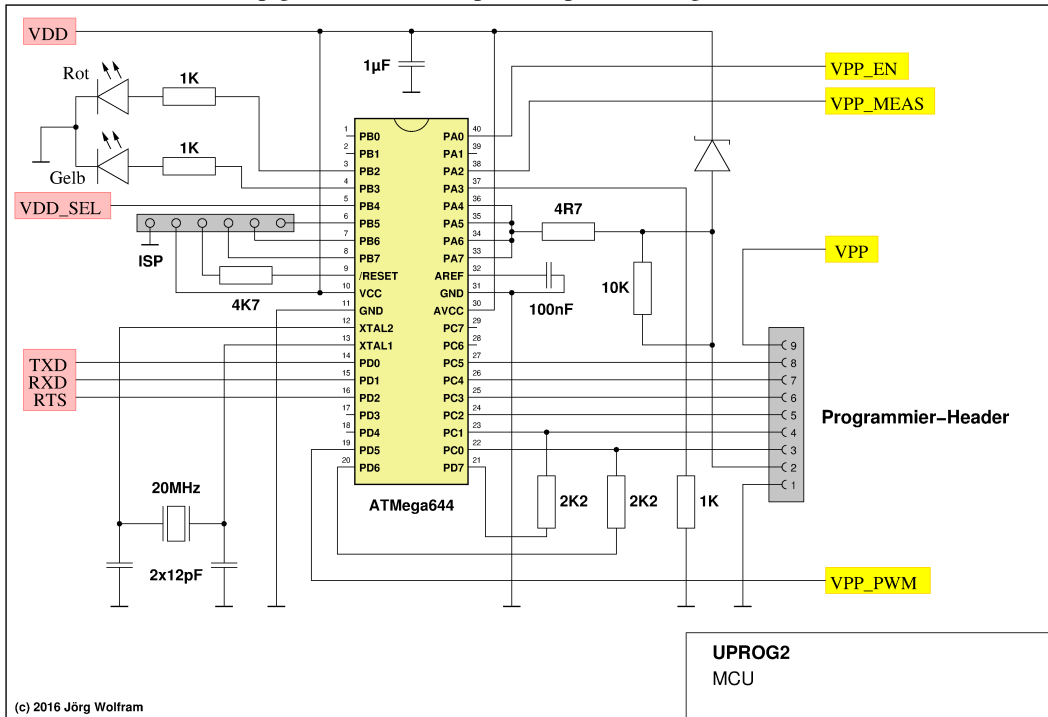 VDD
1µF
Rot
1K
VPP_EN
VPP_MEAS
1K
Gelb
VDD_SEL
ISP
4K7
4R7
10K
100nF
VPP
1 PB0
2 PB1
3 PB2
4 PB3
5 PB4
6 PB5
7 PB6
8 PB7
9 /RESET
10 VCC
11 GND
12 XTAL2
13 XTAL1
14 PD0
15 PD1
16 PD2
17 PD3
18 PD4
19 PD5
20 PD6
PA0 40
PA1 39
PA2 38
PA3 37
PA4 36
PA5 35
PA6 34
PA7 33
AREF 32
GND 31
AVCC 30
PC7 29
PC6 28
PC5 27
PC4 26
PC3 25
PC2 24
PC1 23
PC0 22
PD7 21
ATMega644
TXD
RXD
RTS
9
8
7
6
5
4
3
2
1
Programmier-Header
20MHz
2x12pF
2K2
2K2
1K
VPP_PWM
UPROG2
MCU
(c) 2016 Jörg Wolfram